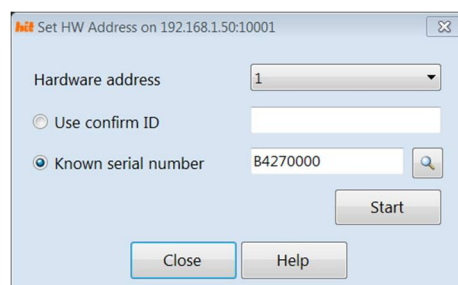 hit Set HW Address on 192.168.1.50:10001
Hardware address 1
Use confirm ID
Known serial number B4270000
Start
Close Help